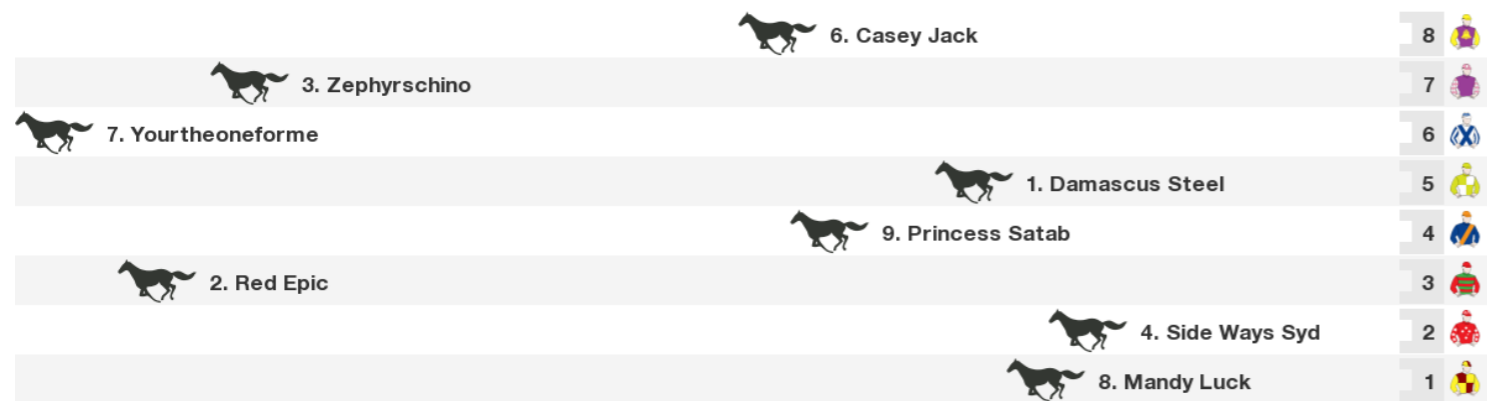 6. Casey Jack 8
3. Zephyrschino 7
7. Yourtheoneforme 6
1. Damascus Steel 5
9. Princess Satab 4
2. Red Epic 3
4. Side Ways Syd 2
8. Mandy Luck 1